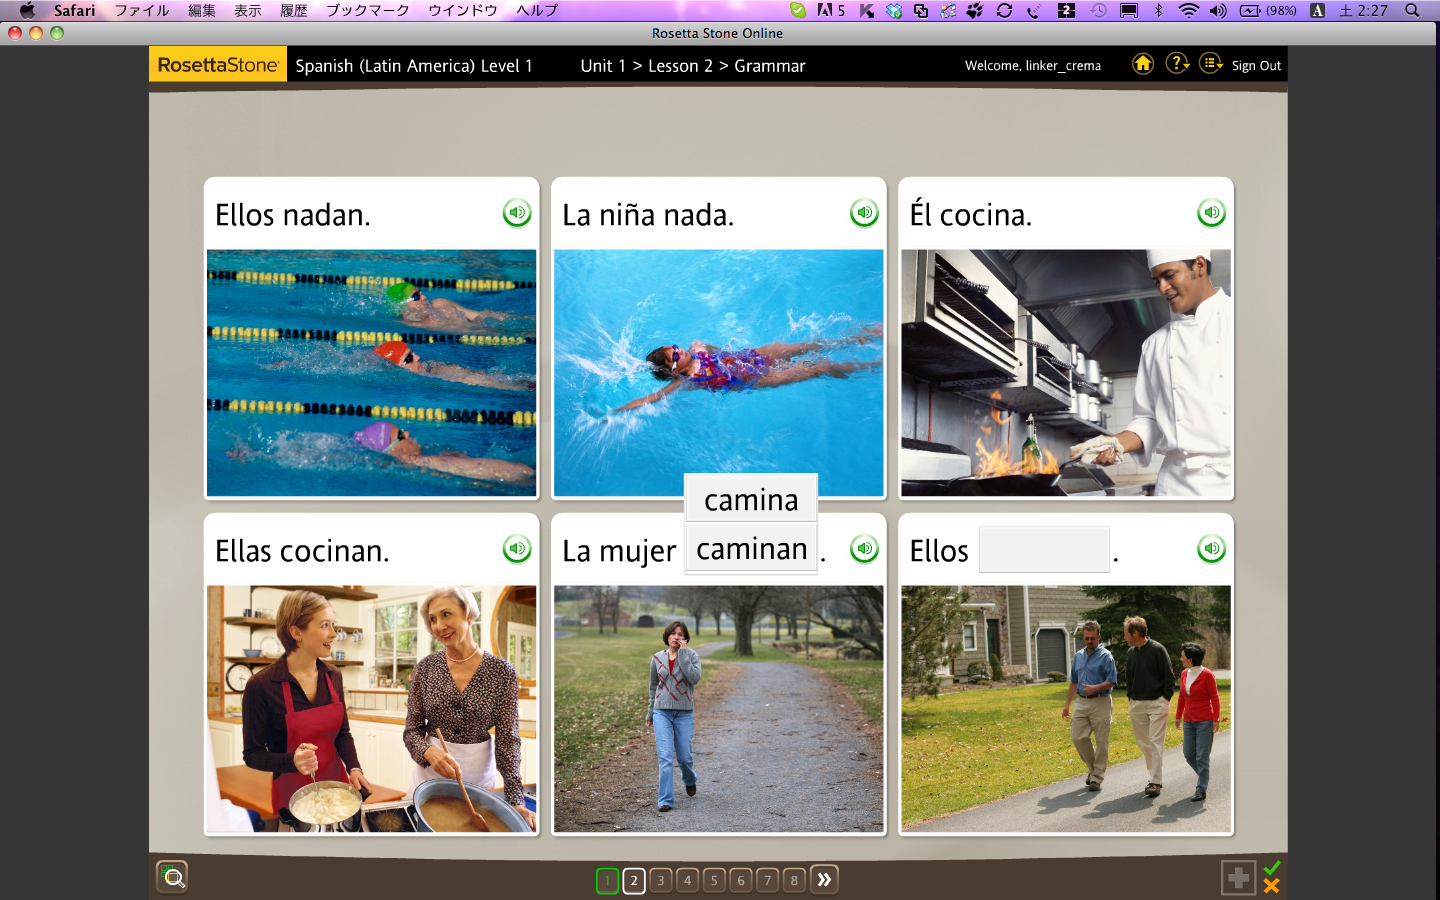 Safari ファイル 編集 表示 履歴 ブックマーク ウインドウ ヘルプ 5 2 (98%) A 土 2:27
Rosetta Stone Online
RosettaStone Spanish (Latin America) Level 1 Unit 1 > Lesson 2 > Grammar Welcome, linker_crema ? Sign Out
Ellos nadan.
La niña nada.
Él cocina.
Ellas cocinan.
camina
La mujer caminan .
Ellos .
1 2 3 4 5 6 7 8 »